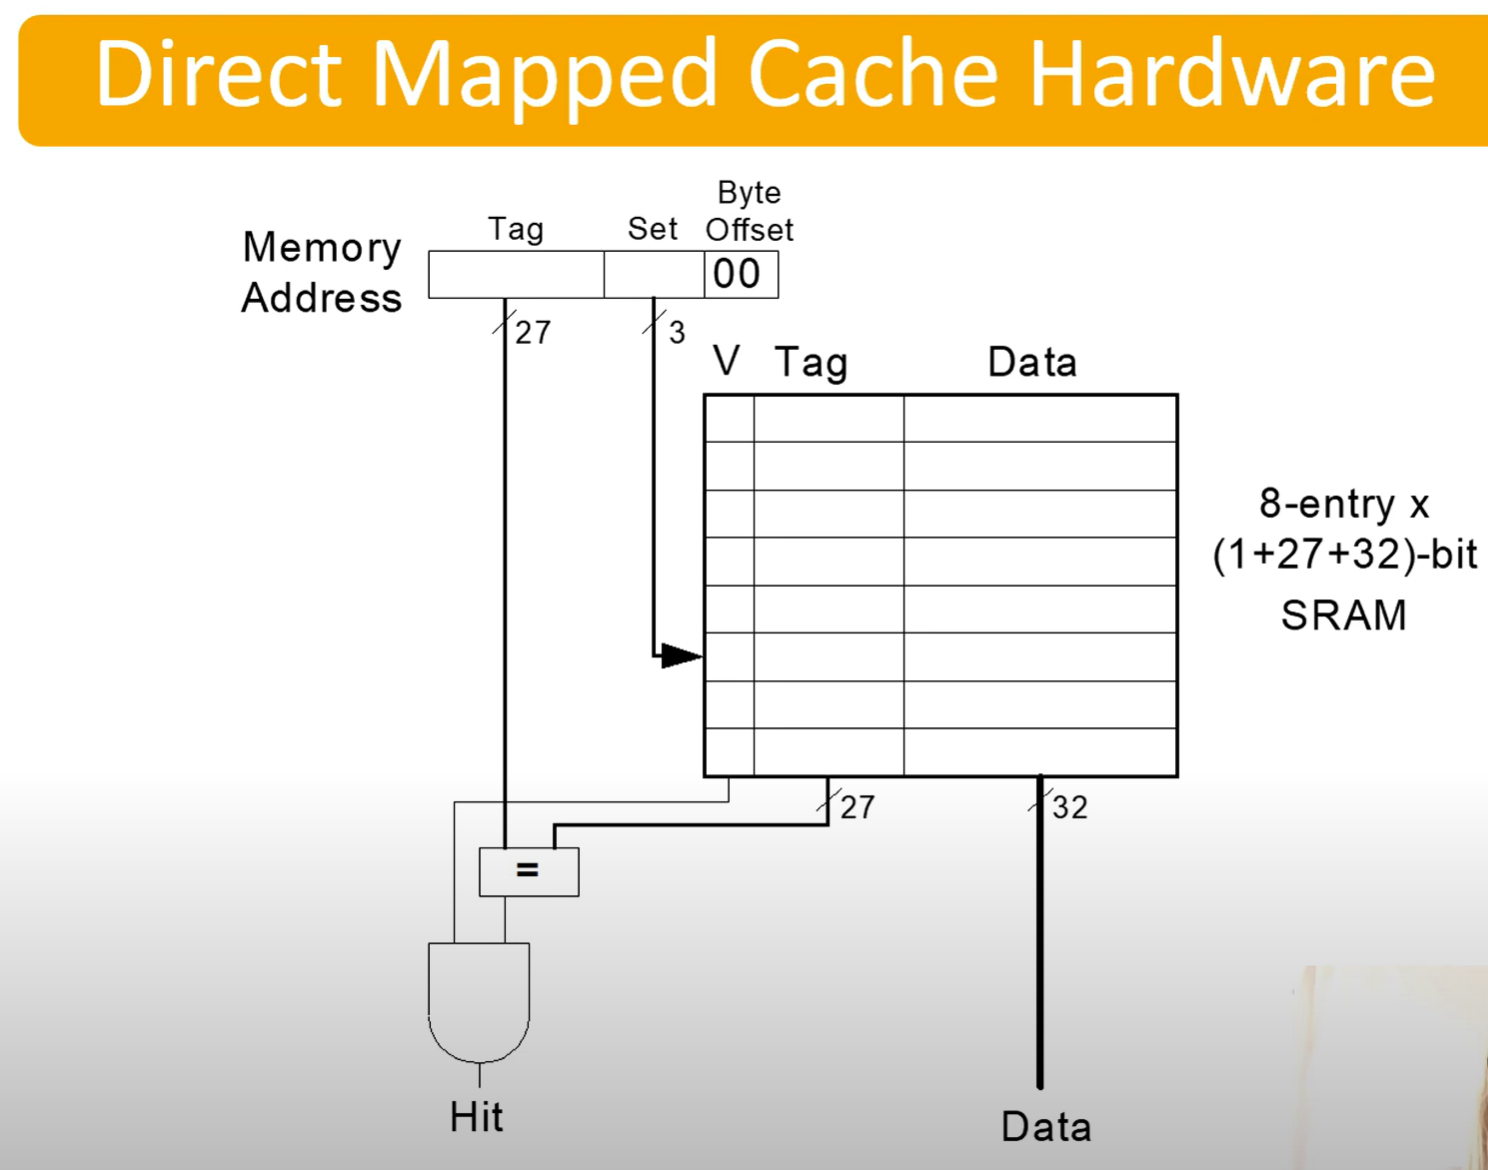 Direct Mapped Cache Hardware
Byte
Tag Set Offset
Memory
Address
00
27
3
V Tag Data
8-entry x
(1+27+32)-bit
SRAM
27
32
=
Hit
Data